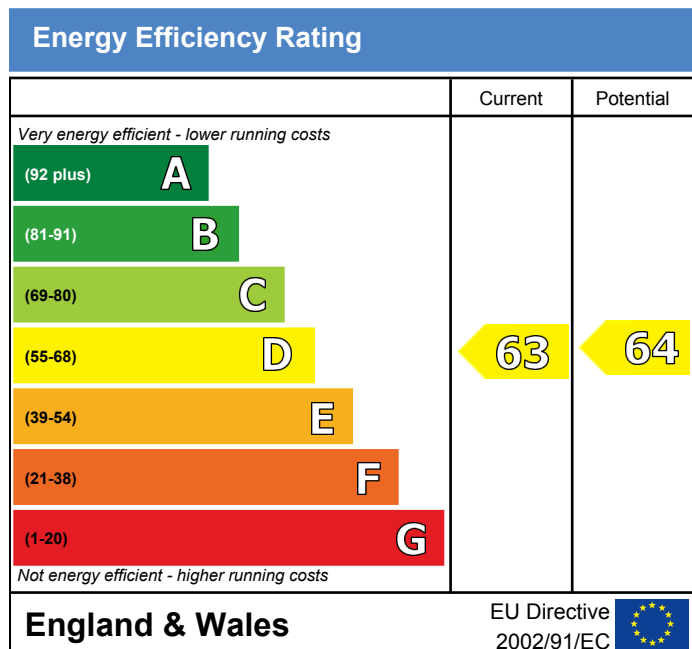 Energy Efficiency Rating
Current Potential
Very energy efficient - lower running costs
(92 plus) A
(81-91) B
(69-80) C
(55-68) D 63 64
(39-54) E
(21-38) F
(1-20) G
Not energy efficient - higher running costs
England & Wales
EU Directive
2002/91/EC